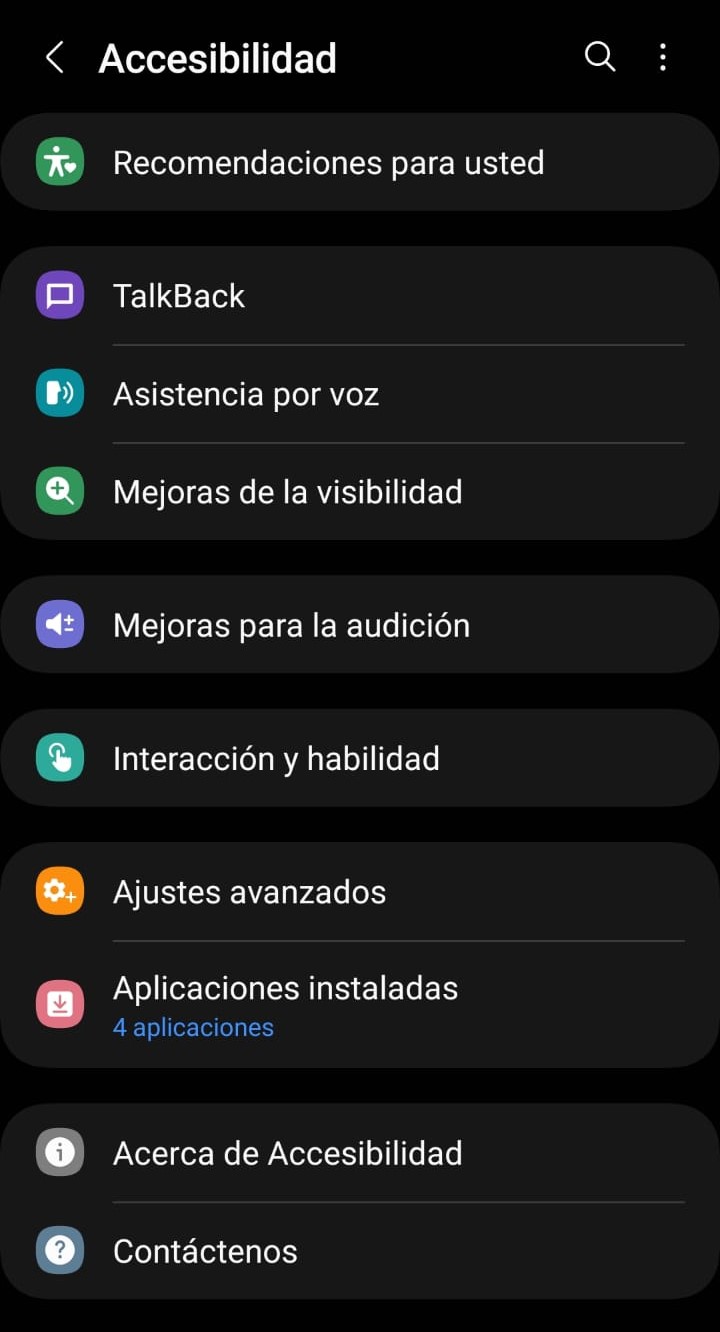 Accesibilidad
Recomendaciones para usted
TalkBack
Asistencia por voz
Mejoras de la visibilidad
Mejoras para la audición
Interacción y habilidad
Ajustes avanzados
Aplicaciones instaladas
4 aplicaciones
Acerca de Accesibilidad
Contáctenos